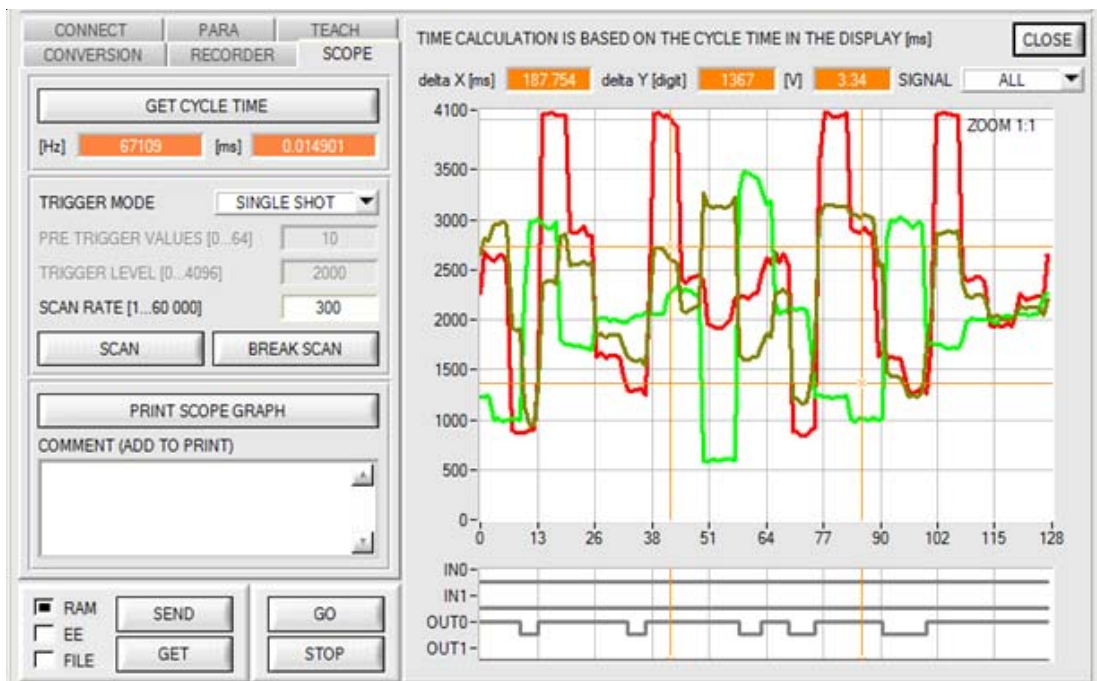 CONNECT PARA TEACH
CONVERSION RECORDER SCOPE
GET CYCLE TIME
[Hz] 67109 [ms] 0.014901
TRIGGER MODE SINGLE SHOT
PRE TRIGGER VALUES [0...64] 10
TRIGGER LEVEL [0...4096] 2000
SCAN RATE [1...60 000] 300
SCAN BREAK SCAN
PRINT SCOPE GRAPH
COMMENT (ADD TO PRINT)
RAM
EE
FILE
SEND
GET
GO
STOP
TIME CALCULATION IS BASED ON THE CYCLE TIME IN THE DISPLAY [ms]
CLOSE
delta X [ms] 187.754 delta Y [digit] 1367 [V] 3.34 SIGNAL ALL
ZOOM 1:1
4100
3500
3000
2500
2000
1500
1000
500
0
0 13 26 38 51 64 77 90 102 115 128
IN0
IN1
OUT0
OUT1